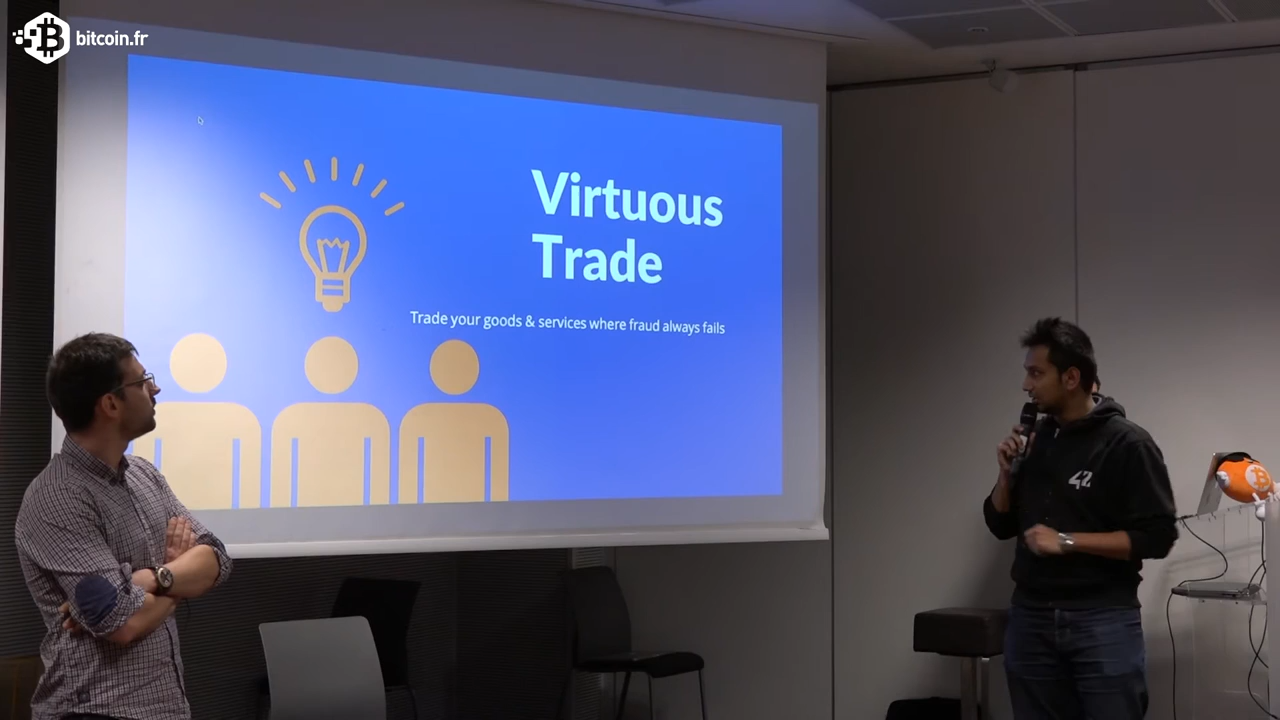 bitcoin.fr
Virtuous
Trade
Trade your goods & services where fraud always fails
42